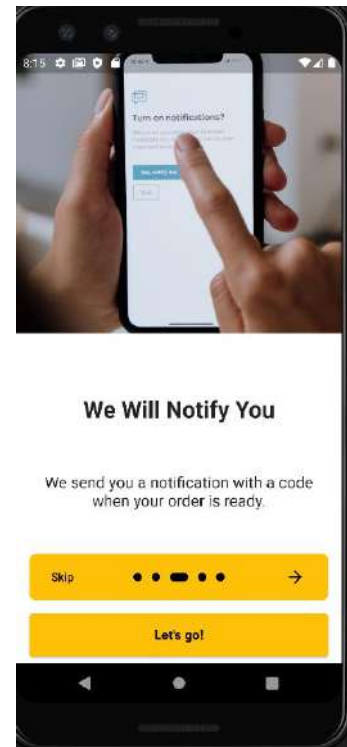 8:15
Turn on notifications?
We Will Notify You
We send you a notification with a code
when your order is ready.
Skip
Let's go!